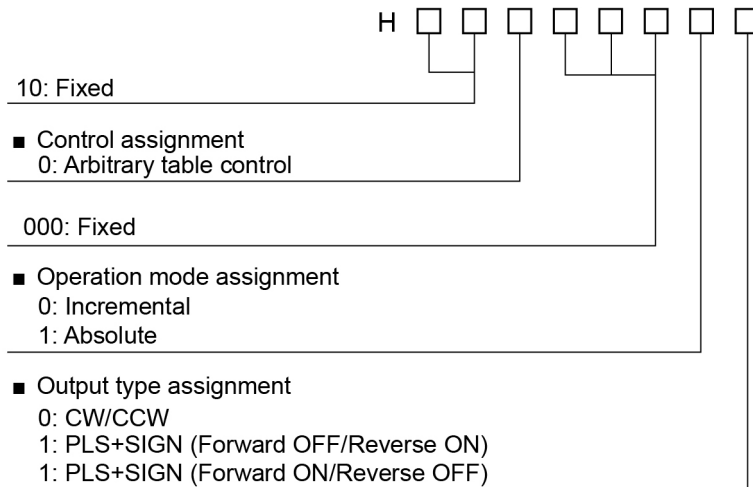 H □ □ □ □ □ □ □ □
10: Fixed
■ Control assignment
0: Arbitrary table control
000: Fixed
■ Operation mode assignment
0: Incremental
1: Absolute
■ Output type assignment
0: CW/CCW
1: PLS+SIGN (Forward OFF/Reverse ON)
1: PLS+SIGN (Forward ON/Reverse OFF)